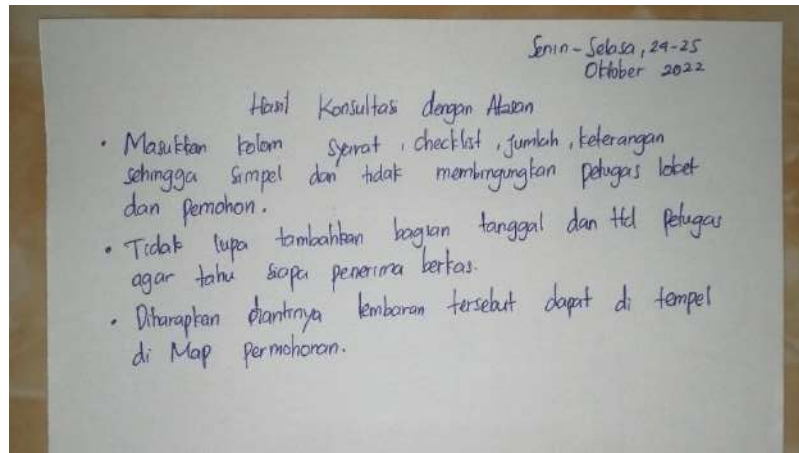 Senin - Selasa, 24-25
Oktober 2022
Hasil Konsultasi dengan Atasan
• Masukkan kolom syarat, checklist, jumlah, keterangan
sehingga simpel dan tidak membingungkan petugas loket
dan pemohon.
• Tidak lupa tambahkan bagian tanggal dan ttd petugas
agar tahu siapa penerima berkas.
• Diharapkan diantinya lembaran tersebut dapat di tempel
di Map permohonan.